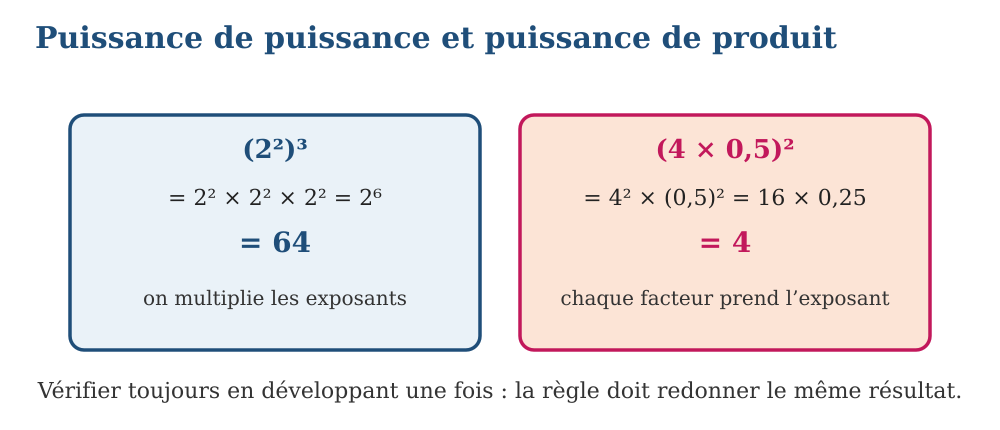 Puissance de puissance et puissance de produit
(2²)³
= 2² × 2² × 2² = 2⁶
= 64
on multiplie les exposants
(4 × 0,5)²
= 4² × (0,5)² = 16 × 0,25
= 4
chaque facteur prend l’exposant
Vérifier toujours en développant une fois : la règle doit redonner le même résultat.